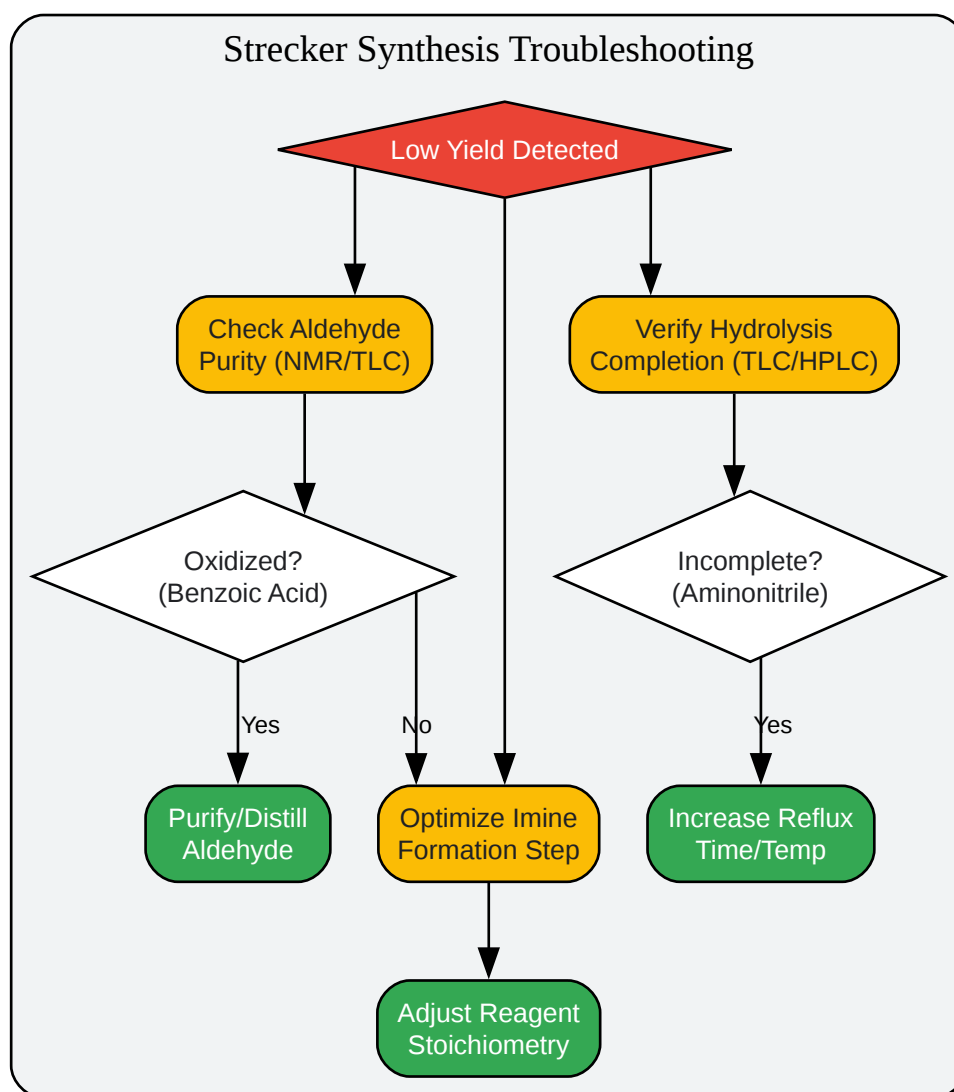 Strecker Synthesis Troubleshooting
Low Yield Detected
Check Aldehyde
Purity (NMR/TLC)
Verify Hydrolysis
Completion (TLC/HPLC)
Oxidized?
(Benzoic Acid)
Incomplete?
(Aminonitrile)
Yes
No
Yes
Purify/Distill
Aldehyde
Optimize Imine
Formation Step
Increase Reflux
Time/Temp
Adjust Reagent
Stoichiometry